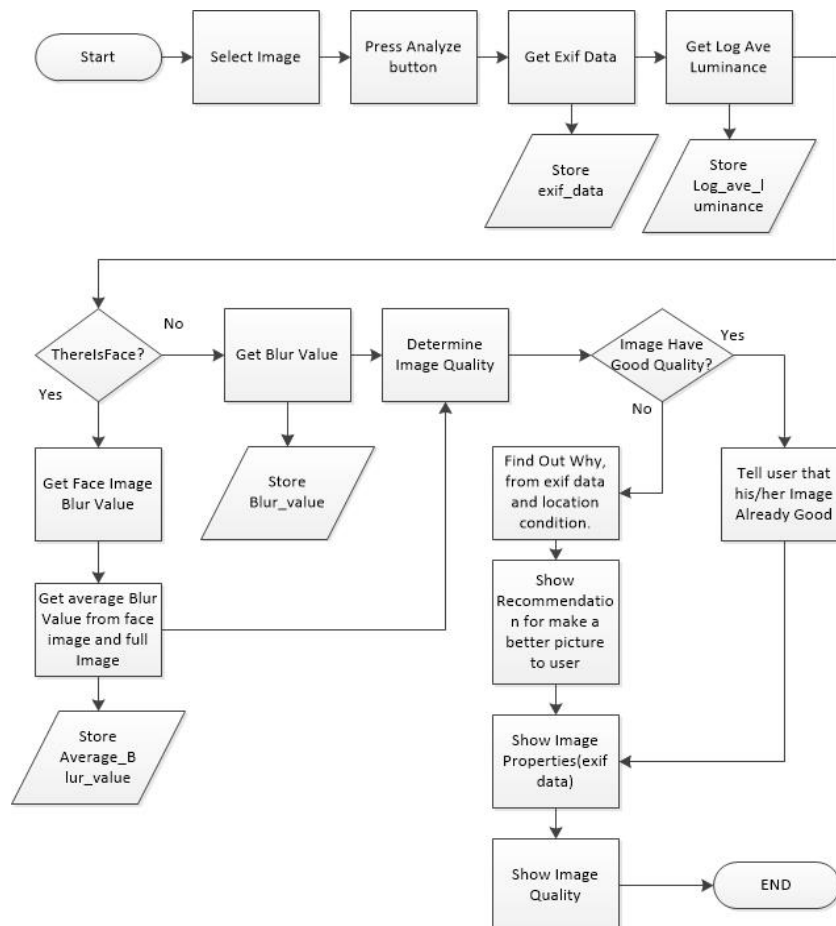 Start
Select Image
Press Analyze
button
Get Exif Data
Get Log Ave
Luminance
Store
exif_data
Store
Log_ave_l
uminance
ThereIsFace?
No
Yes
Get Blur Value
Determine
Image Quality
Image Have
Good Quality?
Yes
No
Store
Blur_value
Get Face Image
Blur Value
Find Out Why,
from exif data
and location
condition.
Tell user that
his/her Image
Already Good
Get average Blur
Value from face
image and full
Image
Show
Recommendatio
n for make a
better picture
to user
Store
Average_B
lur_value
Show Image
Properties(exif
data)
Show Image
Quality
END